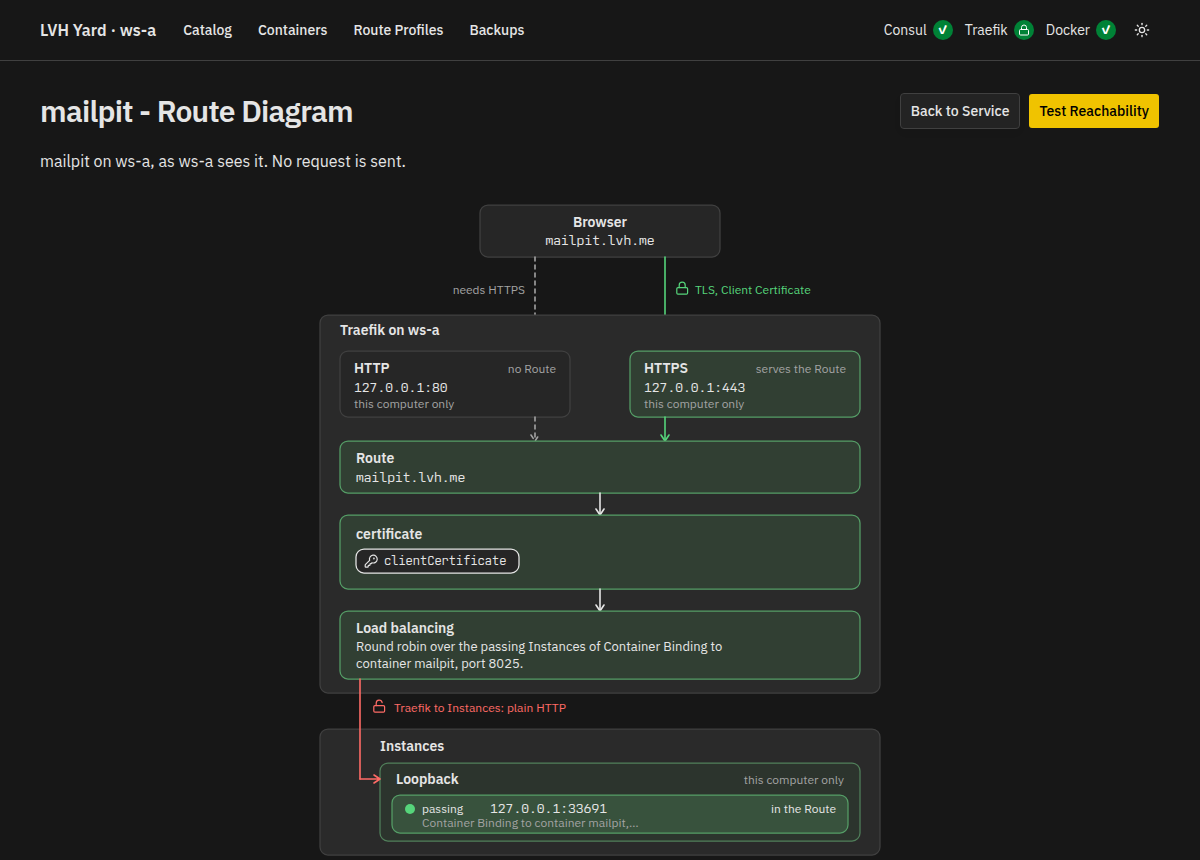 LVH Yard · ws-a Catalog Containers Route Profiles Backups Consul Traefik Docker
mailpit - Route Diagram Back to Service Test Reachability
mailpit on ws-a, as ws-a sees it. No request is sent.
Browser
mailpit.lvh.me
needs HTTPS TLS, Client Certificate
Traefik on ws-a
HTTP no Route HTTPS serves the Route
127.0.0.1:80 127.0.0.1:443
this computer only this computer only
Route
mailpit.lvh.me
certificate
clientCertificate
Load balancing
Round robin over the passing Instances of Container Binding to
container mailpit, port 8025.
Traefik to Instances: plain HTTP
Instances
Loopback this computer only
passing 127.0.0.1:33691 in the Route
Container Binding to container mailpit,...